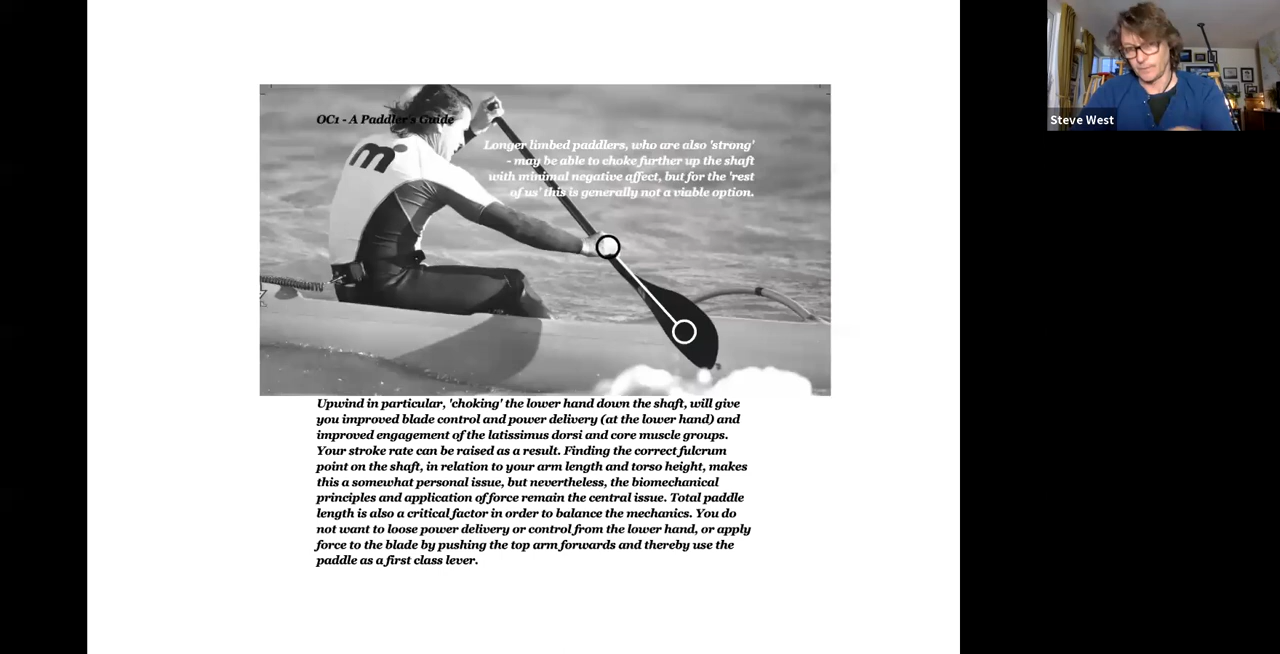 OC1 - A Paddler's Guide
Longer limbed paddlers, who are also 'strong'
- may be able to choke further up the shaft
with minimal negative affect, but for the 'rest
of us' this is generally not a viable option.
Upwind in particular, 'choking' the lower hand down the shaft, will give
you improved blade control and power delivery (at the lower hand) and
improved engagement of the latissimus dorsi and core muscle groups.
Your stroke rate can be raised as a result. Finding the correct fulcrum
point on the shaft, in relation to your arm length and torso height, makes
this a somewhat personal issue, but nevertheless, the biomechanical
principles and application of force remain the central issue. Total paddle
length is also a critical factor in order to balance the mechanics. You do
not want to loose power delivery or control from the lower hand, or apply
force to the blade by pushing the top arm forwards and thereby use the
paddle as a first class lever.
Steve West